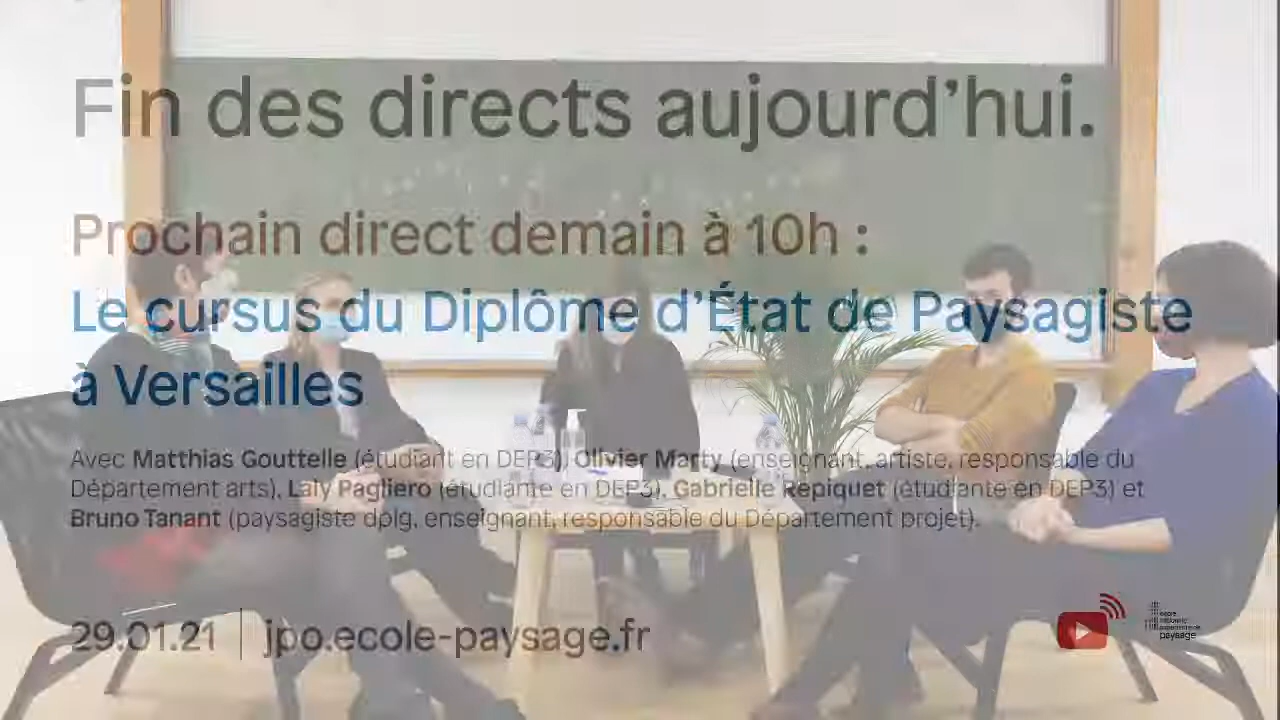 Fin des directs aujourd'hui.
Prochain direct demain à 10h :
Le cursus du Diplôme d'État de Paysagiste
à Versailles
Avec Matthias Gouttelle (étudiant en DEP3), Olivier Marty (enseignant, artiste, responsable du
Département arts), Laly Pagliero (étudiante en DEP3), Gabrielle Repiquet (étudiante en DEP3) et
Bruno Tanant (paysagiste dplg, enseignant, responsable du Département projet).
29.01.21 | jpo.ecole-paysage.fr
paysage